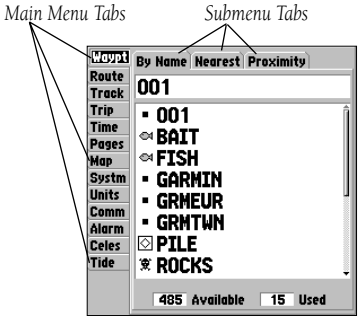 Main Menu Tabs Submenu Tabs
Waypt By Name Nearest Proximity
Route
Track 001
Trip
Time 001
Pages BAIT
Map FISH
Systm GARMIN
Units GRMEUR
Comm GRMTWN
Alarm PILE
Celes ROCKS
Tide
485 Available 15 Used